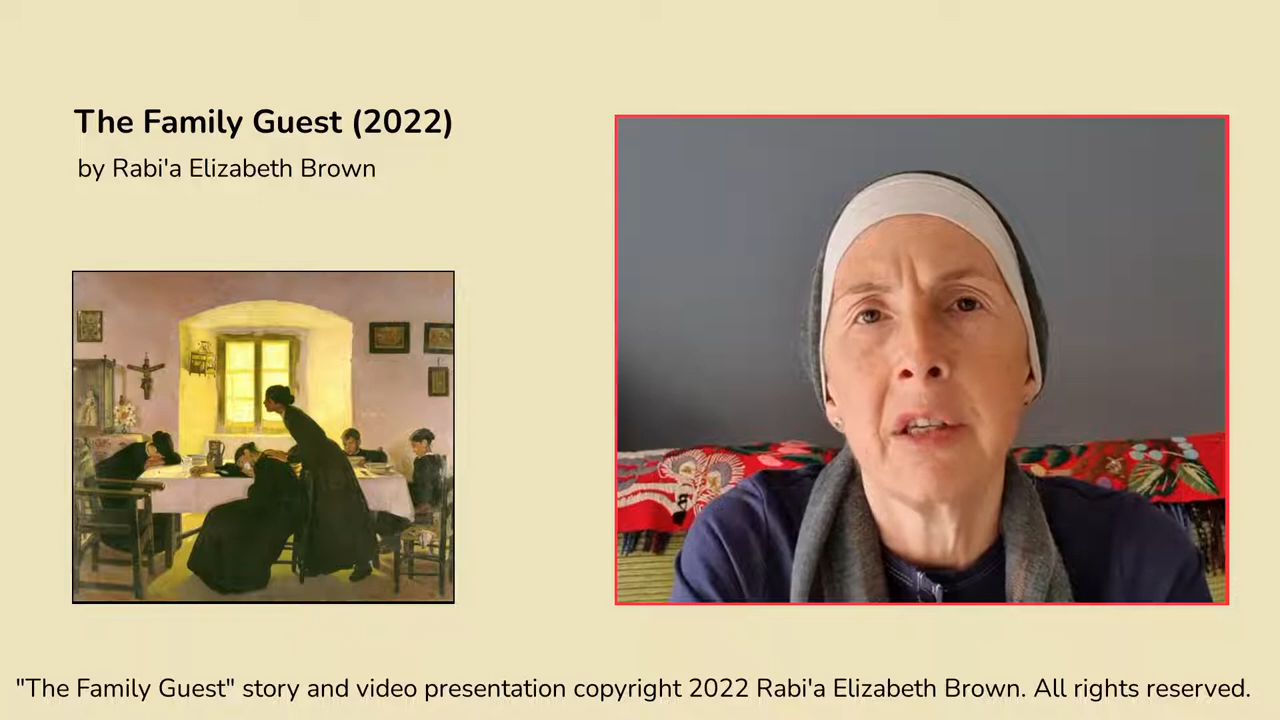 The Family Guest (2022)
by Rabi'a Elizabeth Brown
"The Family Guest" story and video presentation copyright 2022 Rabi'a Elizabeth Brown. All rights reserved.